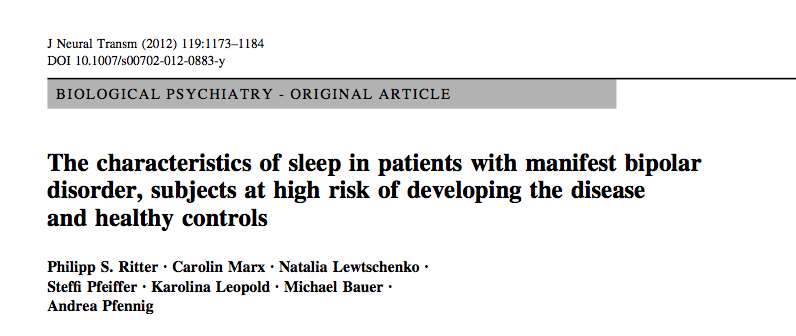 J Neural Transm (2012) 119:1173–1184
DOI 10.1007/s00702-012-0883-y
BIOLOGICAL PSYCHIATRY - ORIGINAL ARTICLE
The characteristics of sleep in patients with manifest bipolar
disorder, subjects at high risk of developing the disease
and healthy controls
Philipp S. Ritter · Carolin Marx · Natalia Lewtschenko ·
Steffi Pfeiffer · Karolina Leopold · Michael Bauer ·
Andrea Pfennig